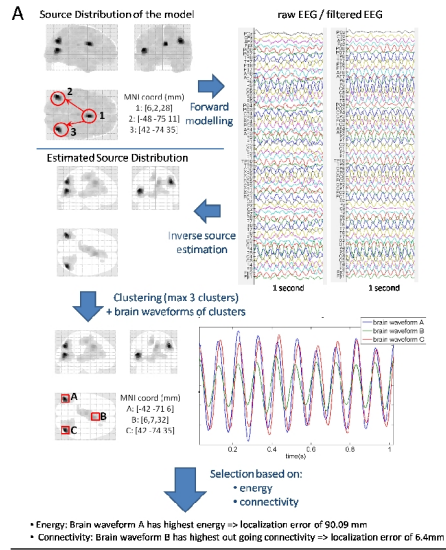 A
Source Distribution of the model
raw EEG / filtered EEG
2
1
3
MNI coord (mm)
1: [6,2,28]
2: [-48 -75 11]
3: [42 -74 35]
Forward modelling
Estimated Source Distribution
Inverse source estimation
1 second
1 second
Clustering (max 3 clusters)
+ brain waveforms of clusters
A
B
C
MNI coord (mm)
A: [-42 -71 6]
B: [6,7,32]
C: [42 -74 35]
brain waveform A
brain waveform B
brain waveform C
0.2
0.4
0.6
0.8
1
time(s)
Selection based on:
• energy
• connectivity
• Energy: Brain waveform A has highest energy => localization error of 90.09 mm
• Connectivity: Brain waveform B has highest out going connectivity => localization error of 6.4mm